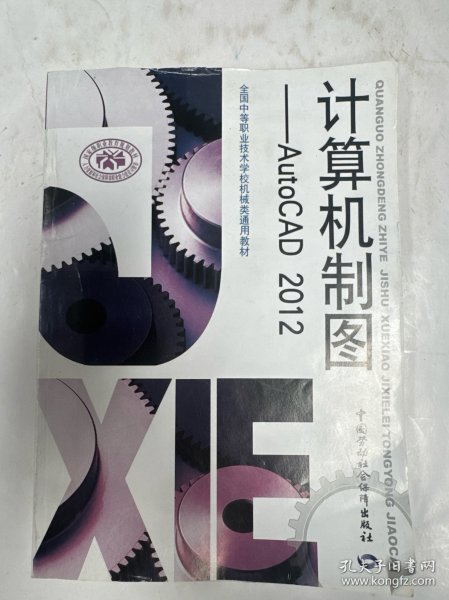 计算机制图
——AutoCAD 2012
全国中等职业技术学校机械类通用教材
QUANGUO ZHONGDENG ZHIYE JISHU XUEXIAO JIXIELEI TONGYONG JIAOCAI
J
XIE
中国劳动社会保障出版社
孔夫子旧书网
www.kongfz.com